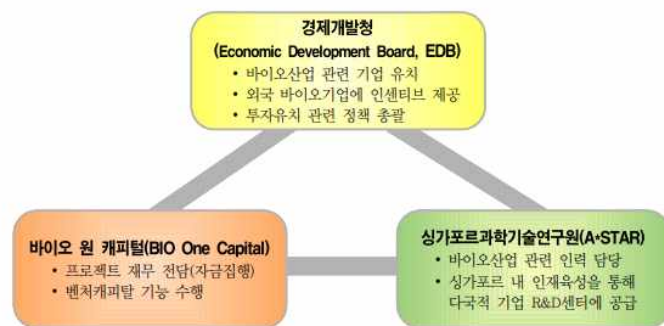 경제개발청
(Economic Development Board, EDB)
• 바이오산업 관련 기업 유치
• 외국 바이오기업에 인센티브 제공
• 투자유치 관련 정책 총괄
바이오 원 캐피털(BIO One Capital)
• 프로젝트 재무 전담(자금집행)
• 벤처캐피탈 기능 수행
싱가포르과학기술연구원(A*STAR)
• 바이오산업 관련 인력 담당
• 싱가포르 내 인재육성을 통해
다국적 기업 R&D센터에 공급